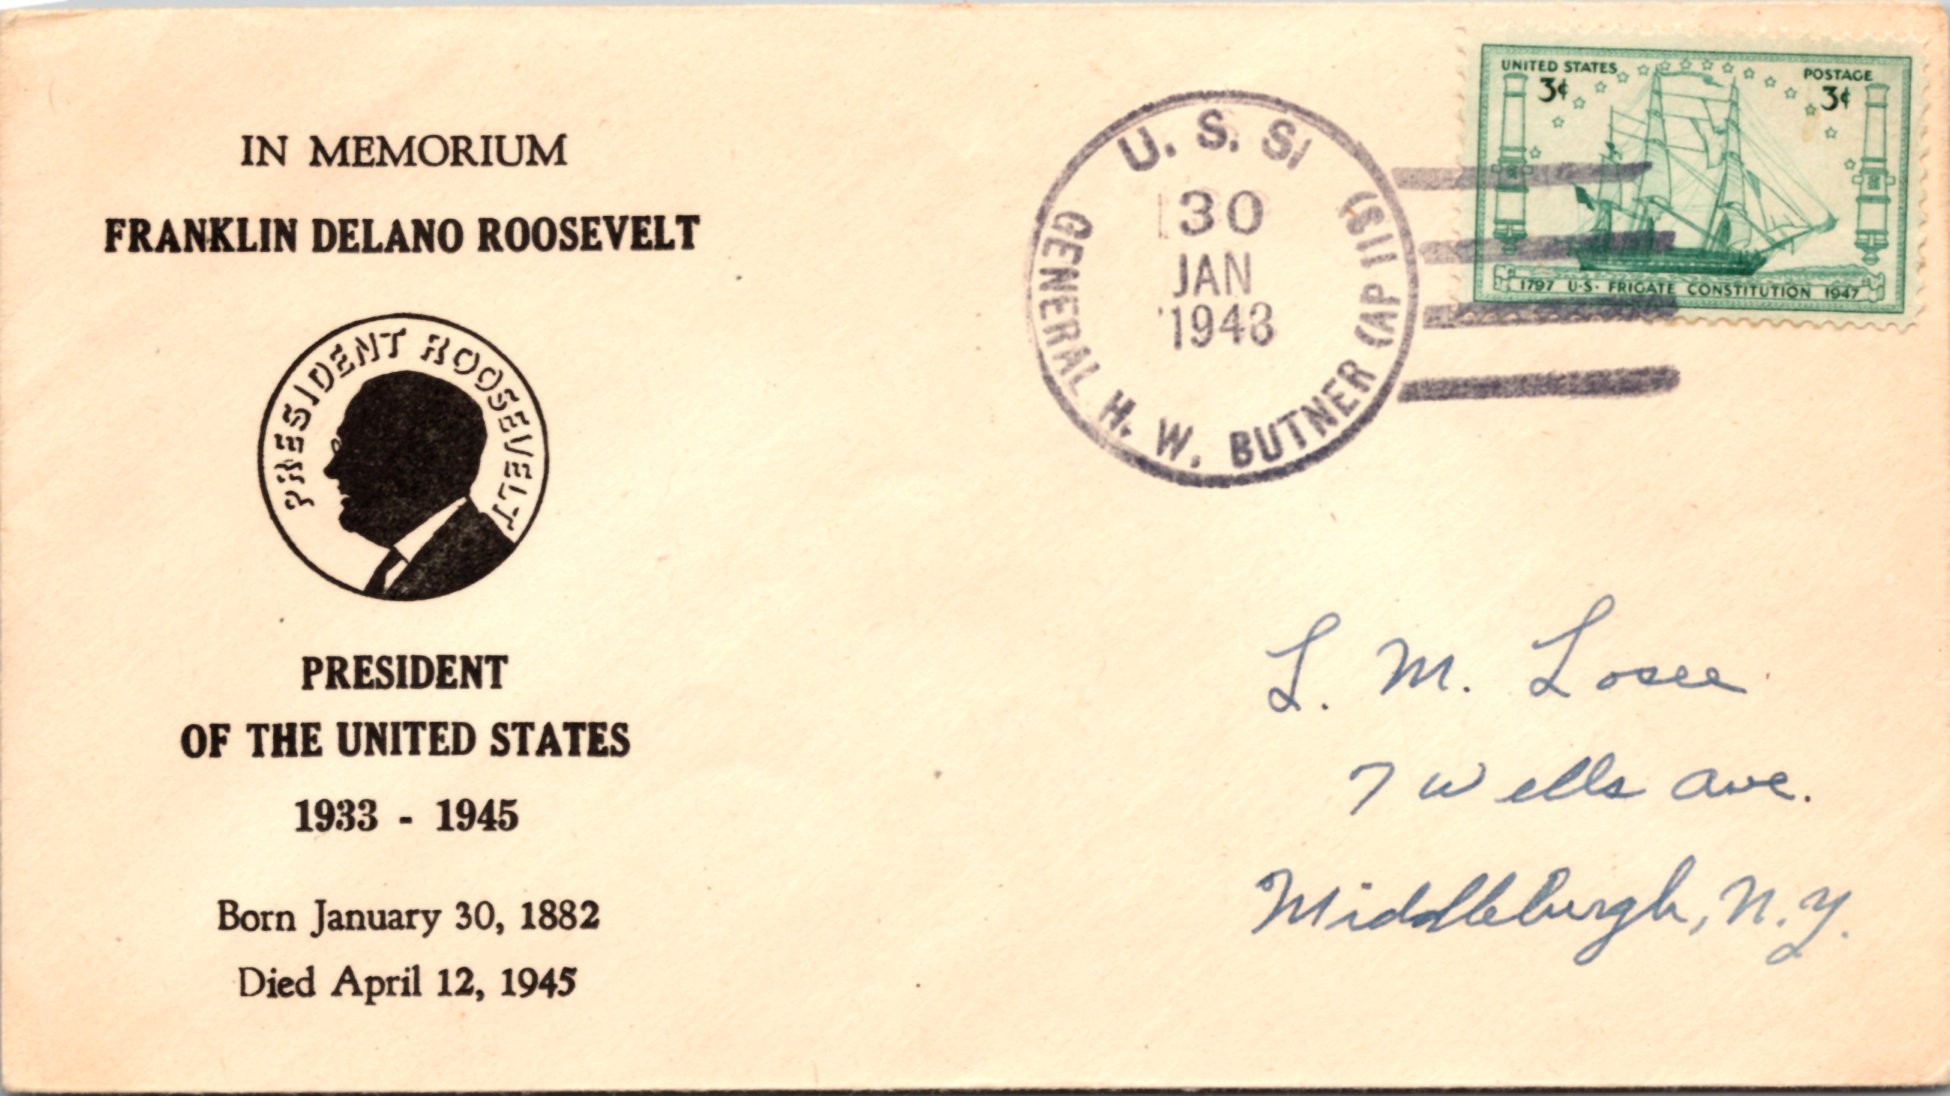 IN MEMORIUM
FRANKLIN DELANO ROOSEVELT
PRESIDENT ROOSEVELT
PRESIDENT
OF THE UNITED STATES
1933 - 1945
Born January 30, 1882
Died April 12, 1945
U. S. S.
GENERAL H. W. BUTNER (AP
30
JAN
1948
UNITED STATES POSTAGE
3¢ 3¢
1797 U·S· FRIGATE CONSTITUTION 1947
L. M. Losee
7 Wells Ave.
Middleburgh, N.Y.